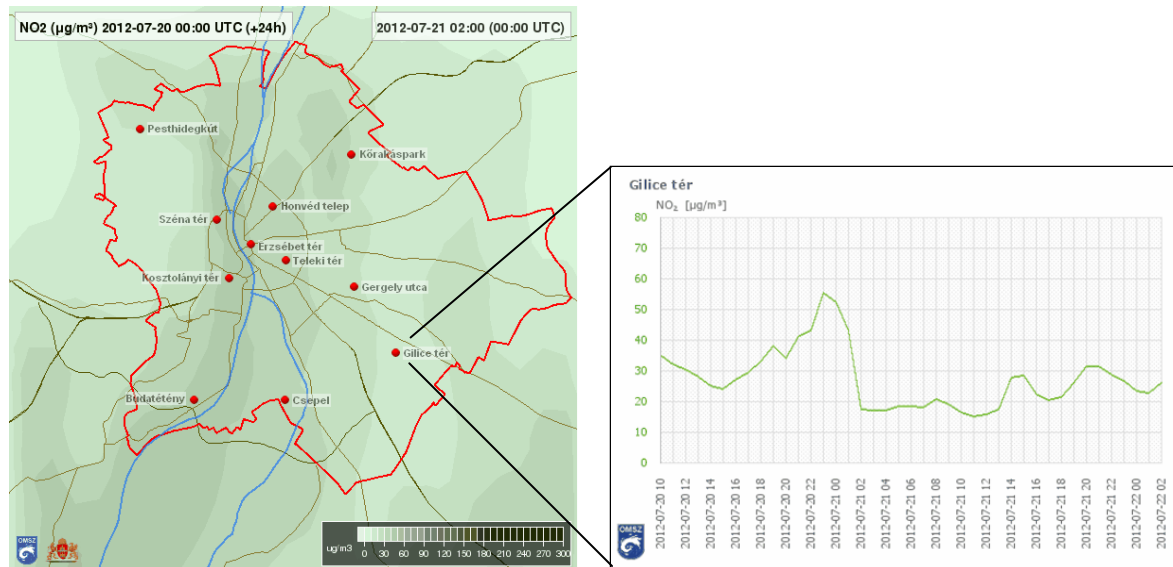 NO2 (µg/m³) 2012-07-20 00:00 UTC (+24h)
2012-07-21 02:00 (00:00 UTC)
Pesthidegkút
Kőrakáspark
Honvéd telep
Széna tér
Erzsébet tér
Teleki tér
Kosztolányi tér
Gergely utca
Gilice tér
Budatétény
Csepel
ug/m3
0 30 60 90 120 150 180 210 240 270 300
OMSZ
Gilice tér
NO₂ [µg/m³]
80
70
60
50
40
30
20
10
0
2012-07-20 10
2012-07-20 12
2012-07-20 14
2012-07-20 16
2012-07-20 18
2012-07-20 20
2012-07-20 22
2012-07-21 00
2012-07-21 02
2012-07-21 04
2012-07-21 06
2012-07-21 08
2012-07-21 10
2012-07-21 12
2012-07-21 14
2012-07-21 16
2012-07-21 18
2012-07-21 20
2012-07-21 22
2012-07-22 00
2012-07-22 02
OMSZ